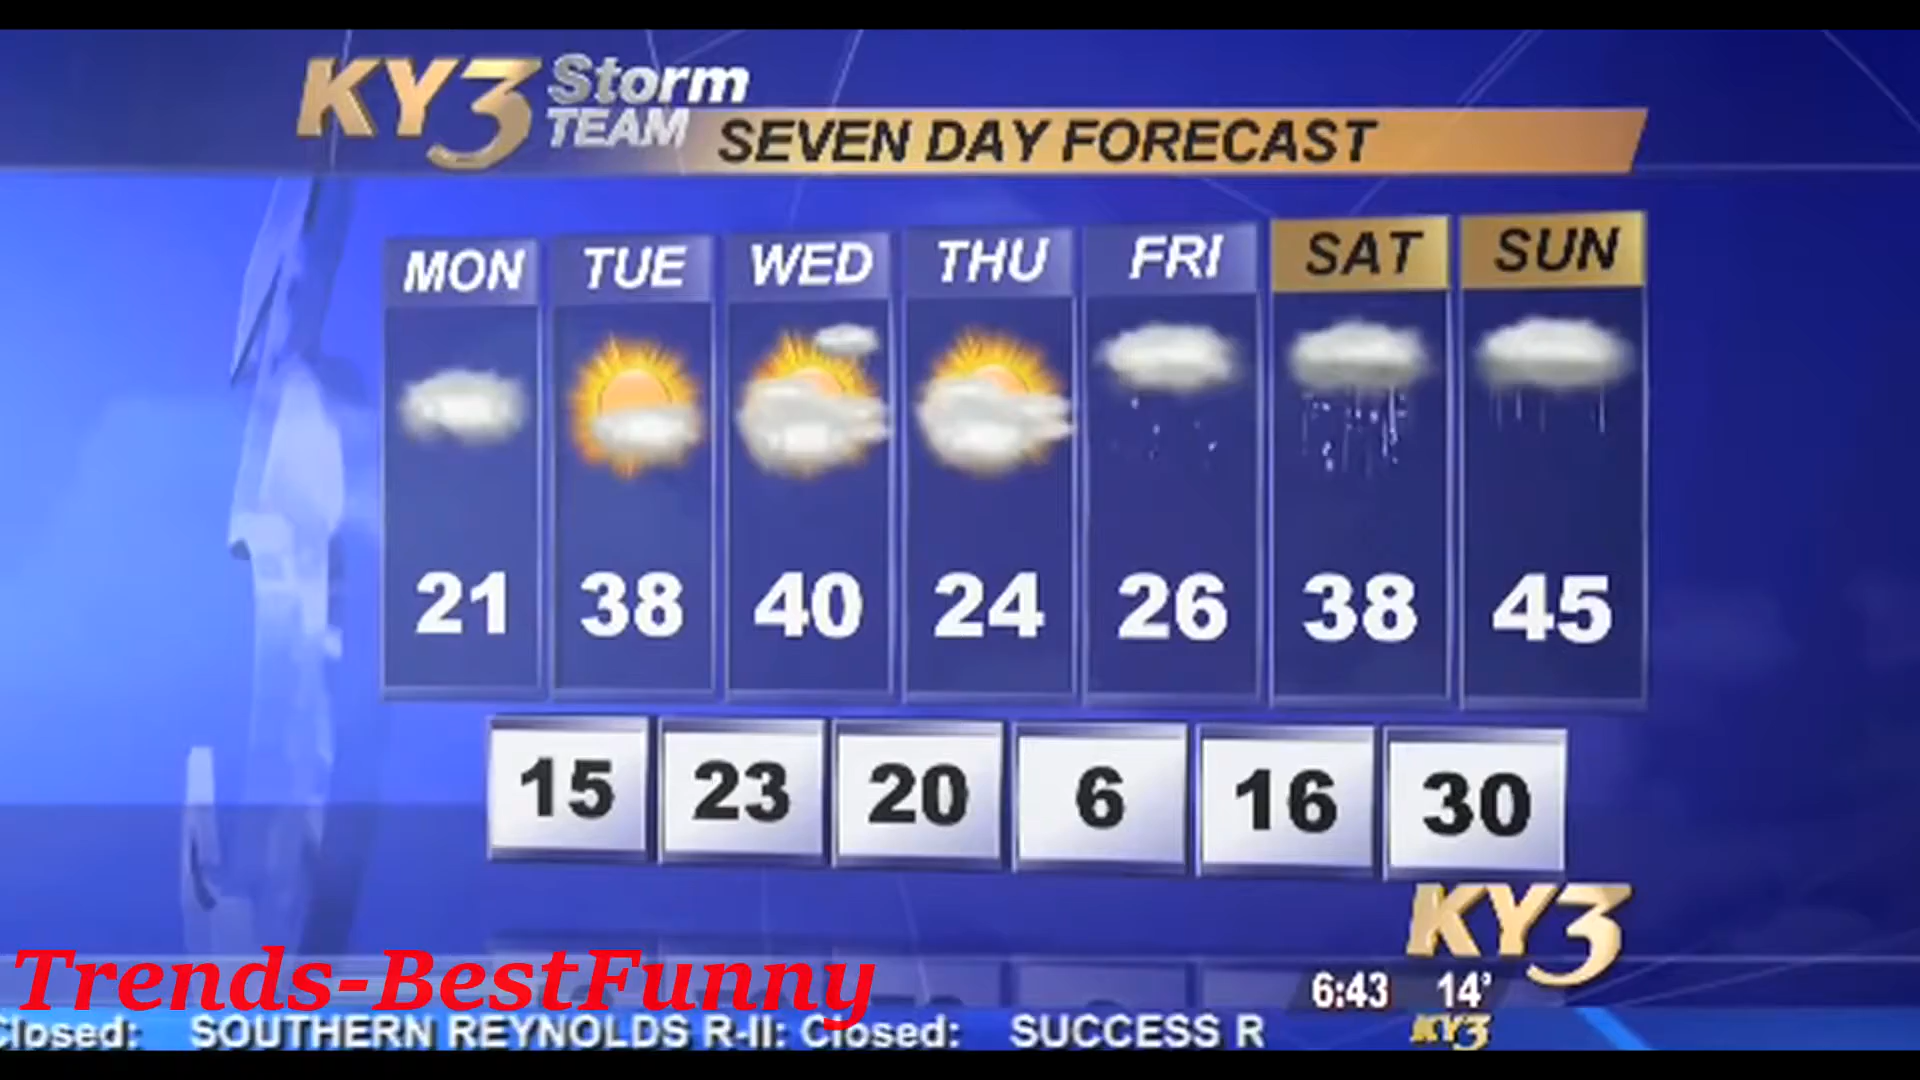 KY3 Storm TEAM
SEVEN DAY FORECAST
MON TUE WED THU FRI SAT SUN
21 38 40 24 26 38 45
15 23 20 6 16 30
KY3
Trends-BestFunny
6:43 14°
Closed: SOUTHERN REYNOLDS R-II: Closed: SUCCESS R
KY3